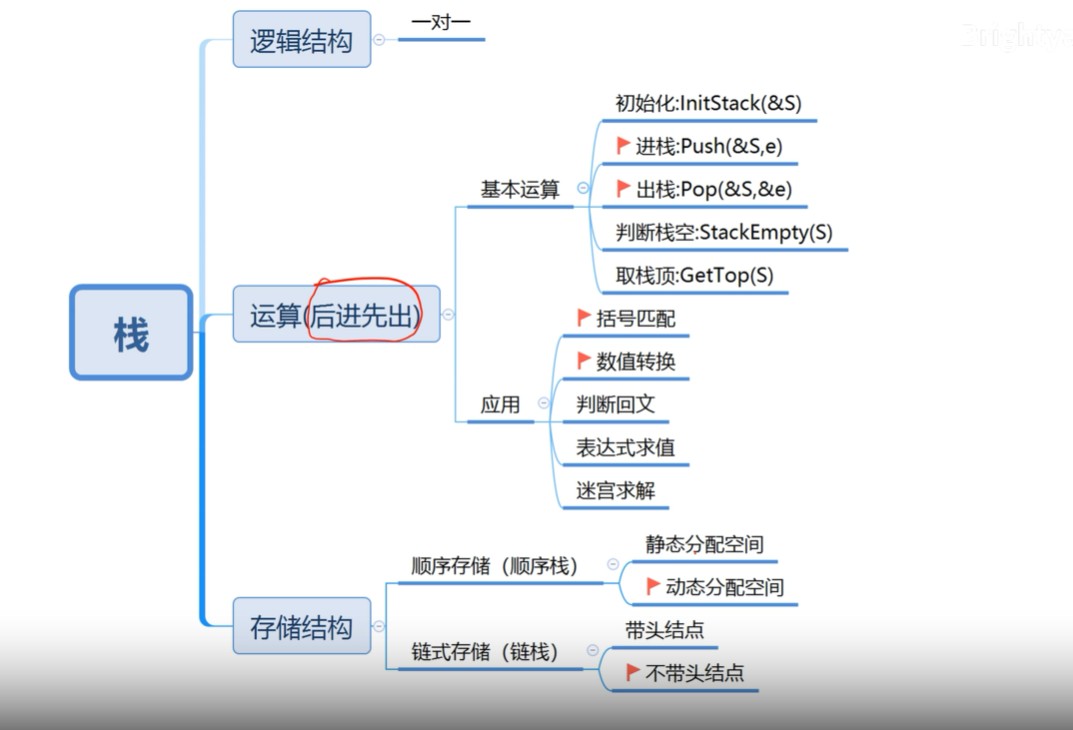 栈
逻辑结构
一对一
运算(后进先出)
基本运算
初始化:InitStack(&S)
进栈:Push(&S,e)
出栈:Pop(&S,&e)
判断栈空:StackEmpty(S)
取栈顶:GetTop(S)
应用
括号匹配
数值转换
判断回文
表达式求值
迷宫求解
存储结构
顺序存储（顺序栈）
静态分配空间
动态分配空间
链式存储（链栈）
带头结点
不带头结点